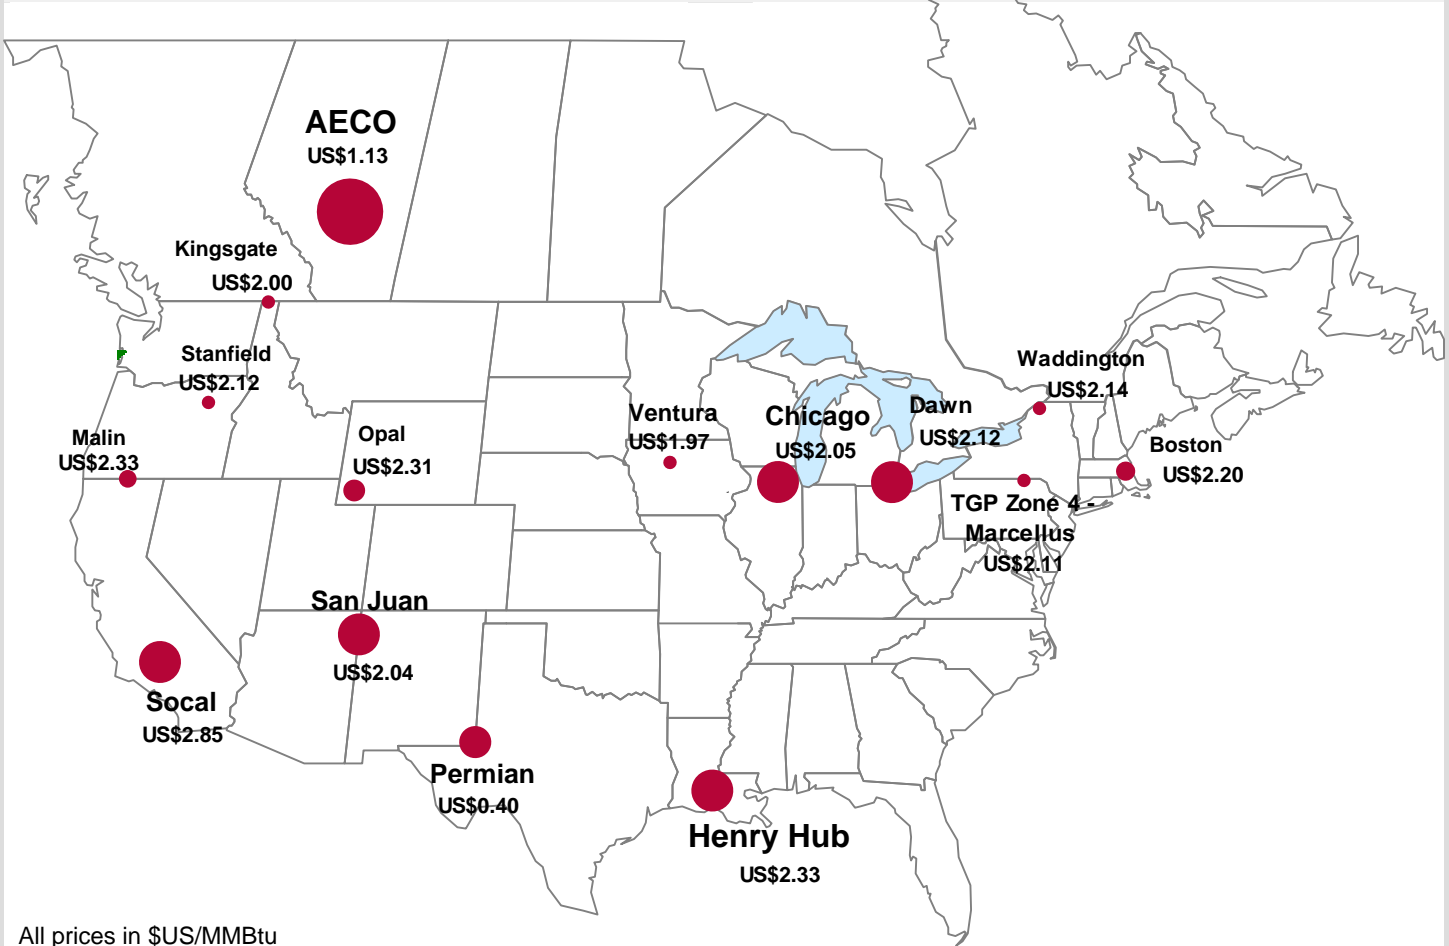 AECO
US$1.13
Kingsgate
US$2.00
Stanfield
US$2.12
Waddington
US$2.14
Malin
US$2.33
Opal
US$2.31
Ventura
US$1.97
Chicago
US$2.05
Dawn
US$2.12
Boston
US$2.20
TGP Zone 4 -
Marcellus
US$2.11
San Juan
US$2.04
Socal
US$2.85
Permian
US$0.40
Henry Hub
US$2.33
All prices in $US/MMBtu